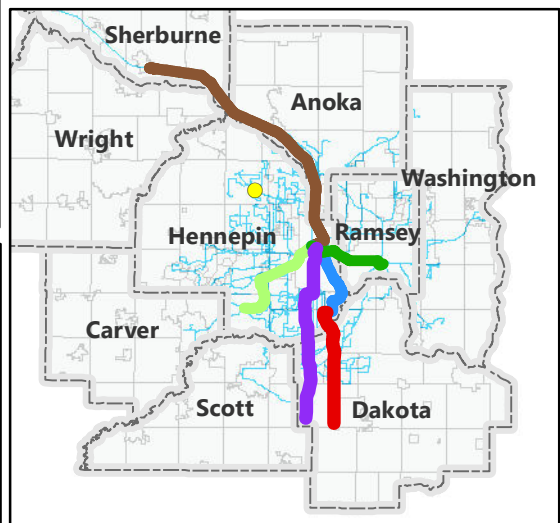 Sherburne
Anoka
Wright
Washington
Hennepin
Ramsey
Carver
Scott
Dakota